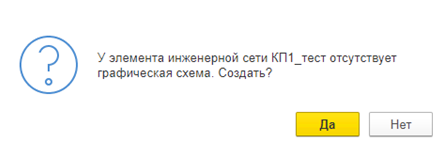 У элемента инженерной сети КП1_тест отсутствует
графическая схема. Создать?
Да
Нет